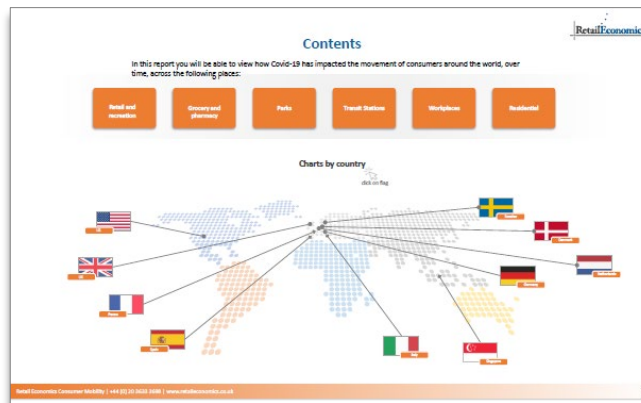 RetailEconomics
Contents
In this report you will be able to view how Covid-19 has impacted the movement of consumers around the world, over
time, across the following places:
Retail and
recreation
Grocery and
pharmacy
Parks
Transit Stations
Workplaces
Residential
Charts by country
click on flag
US
Sweden
Denmark
UK
Netherlands
Germany
France
Spain
Italy
Singapore
Retail Economics Consumer Mobility | +44 (0) 20 3633 3698 | www.retaileconomics.co.uk